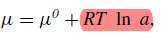 μ = μ⁰ + RT ln a,